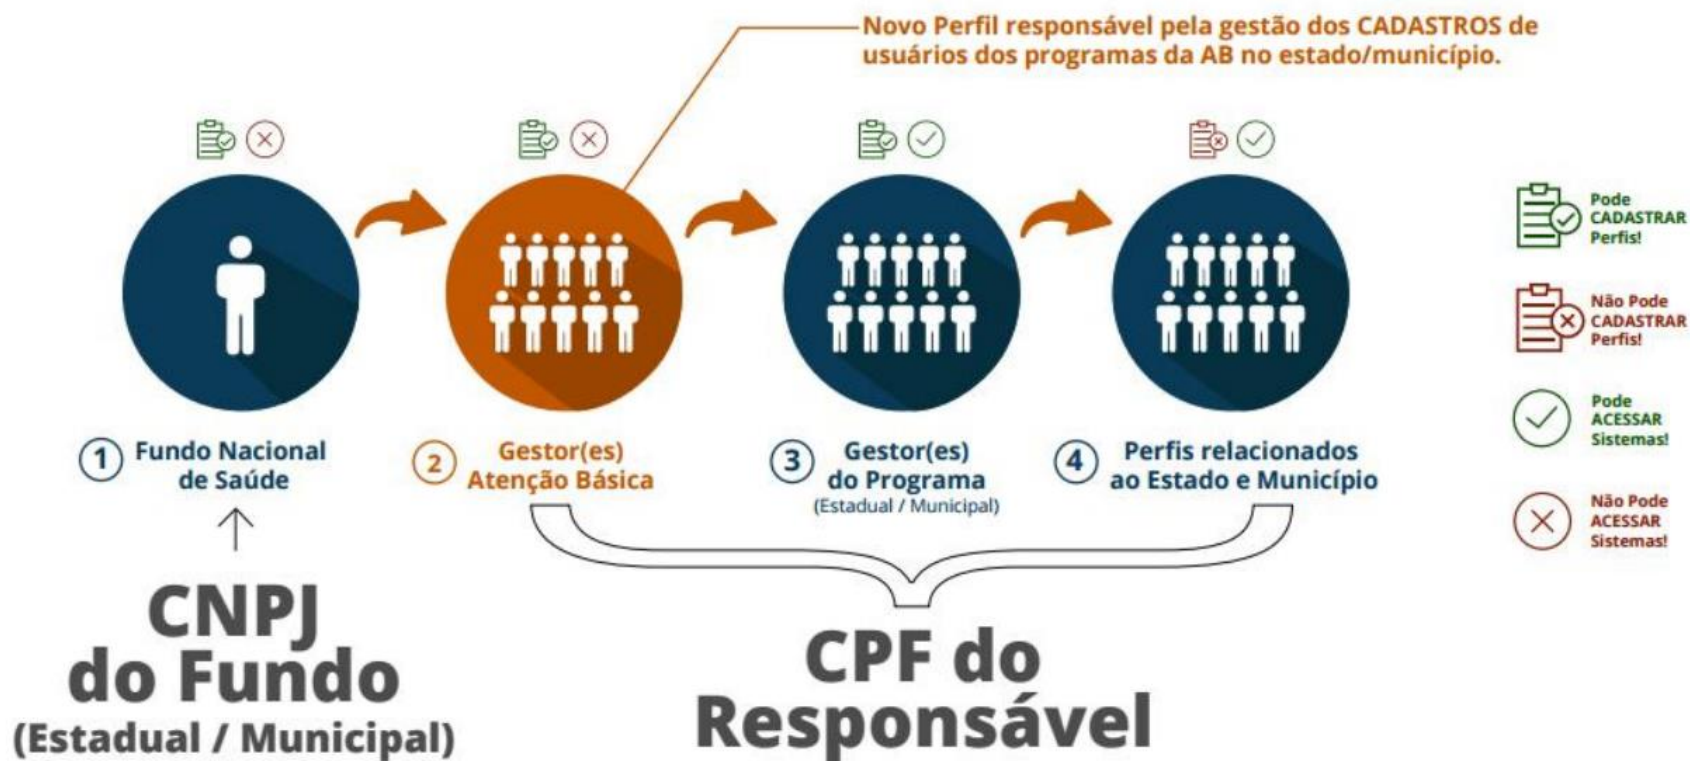 Novo Perfil responsável pela gestão dos CADASTROS de
usuários dos programas da AB no estado/município.
1 Fundo Nacional
de Saúde
2 Gestor(es)
Atenção Básica
3 Gestor(es)
do Programa
(Estadual / Municipal)
4 Perfis relacionados
ao Estado e Município
CNPJ
do Fundo
(Estadual / Municipal)
CPF do
Responsável
Pode
CADASTRAR
Perfis!
Não Pode
CADASTRAR
Perfis!
Pode
ACESSAR
Sistemas!
Não Pode
ACESSAR
Sistemas!